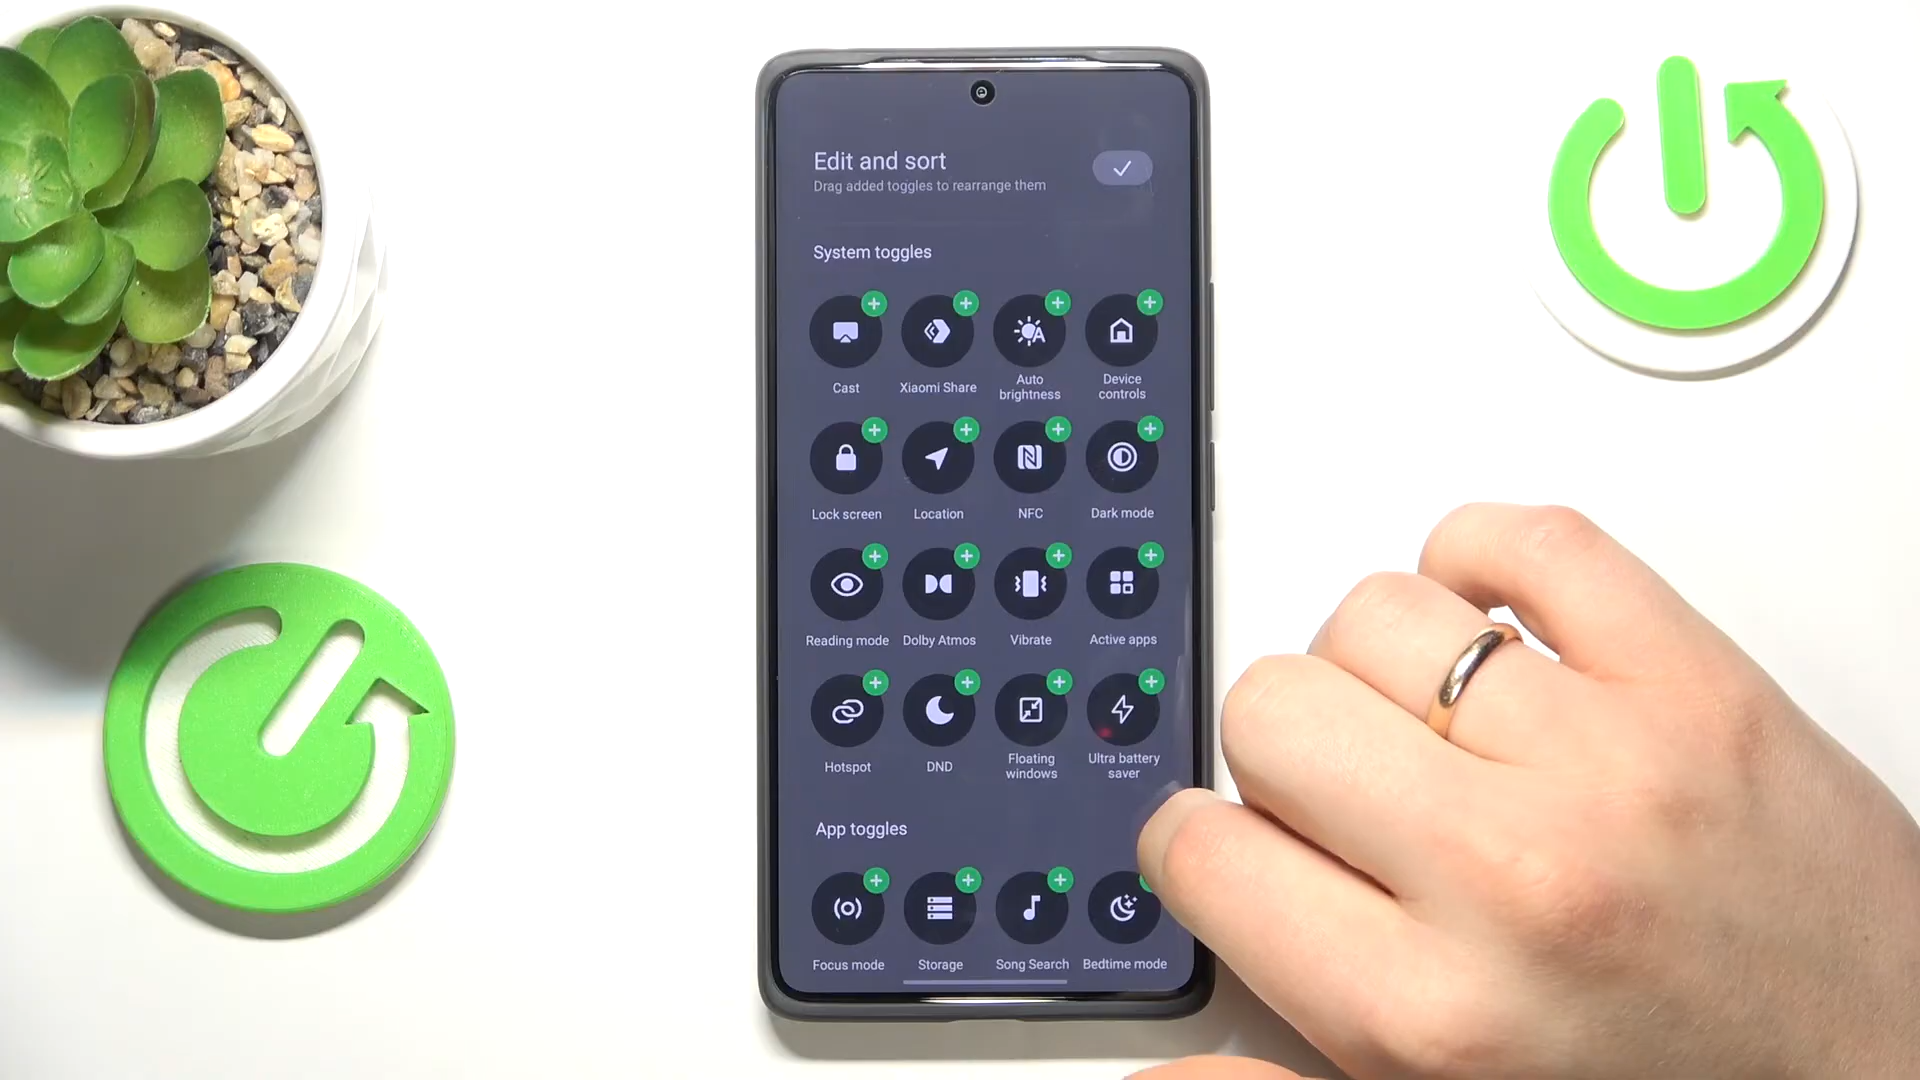 Edit and sort
Drag added toggles to rearrange them
System toggles
Cast
Xiaomi Share
Auto
brightness
Device
controls
Lock screen
Location
NFC
Dark mode
Reading mode
Dolby Atmos
Vibrate
Active apps
Hotspot
DND
Floating
windows
Ultra battery
saver
App toggles
Focus mode
Storage
Song Search
Bedtime mode